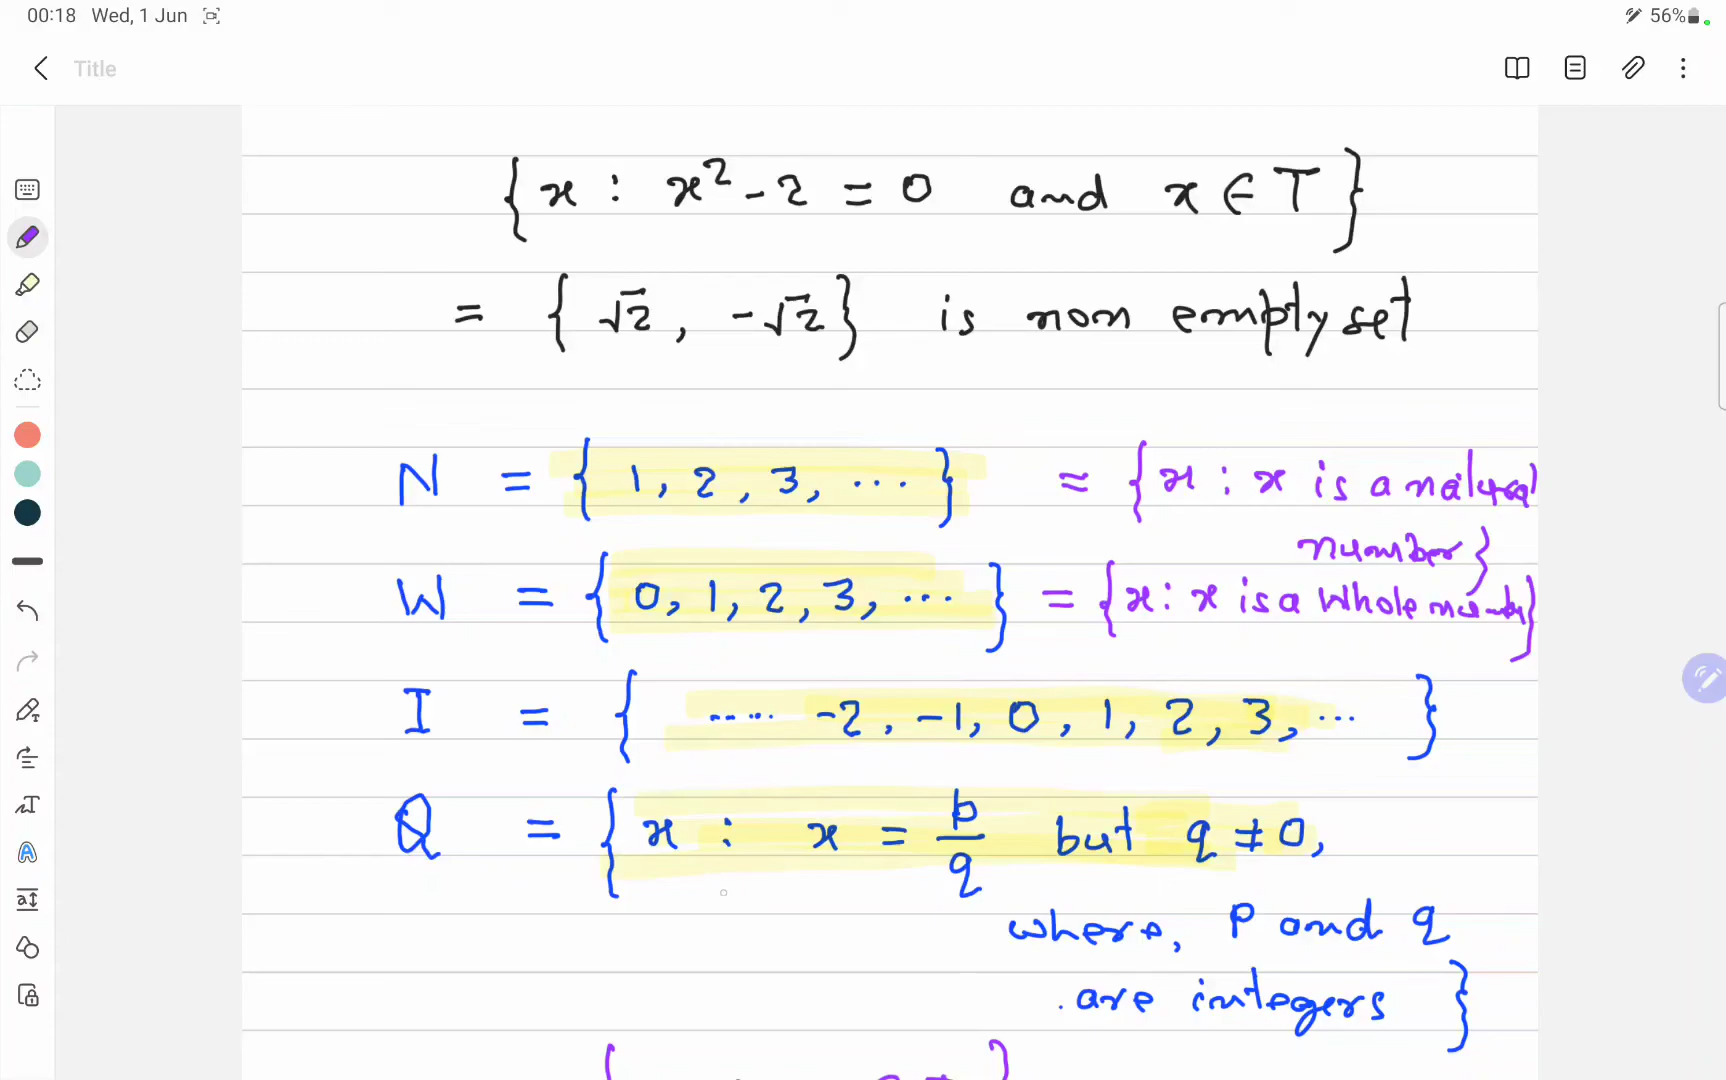 00:18 Wed, 1 Jun 56%
Title
{x : x² - 2 = 0 and x ∈ T}
= {√2, -√2} is non empty set
N = {1, 2, 3, ...} = {x : x is a natural
number}
W = {0, 1, 2, 3, ...} = {x : x is a whole number}
I = {..... -2, -1, 0, 1, 2, 3, ...}
Q = {x : x = p/q but q ≠ 0,
where, p and q
are integers}